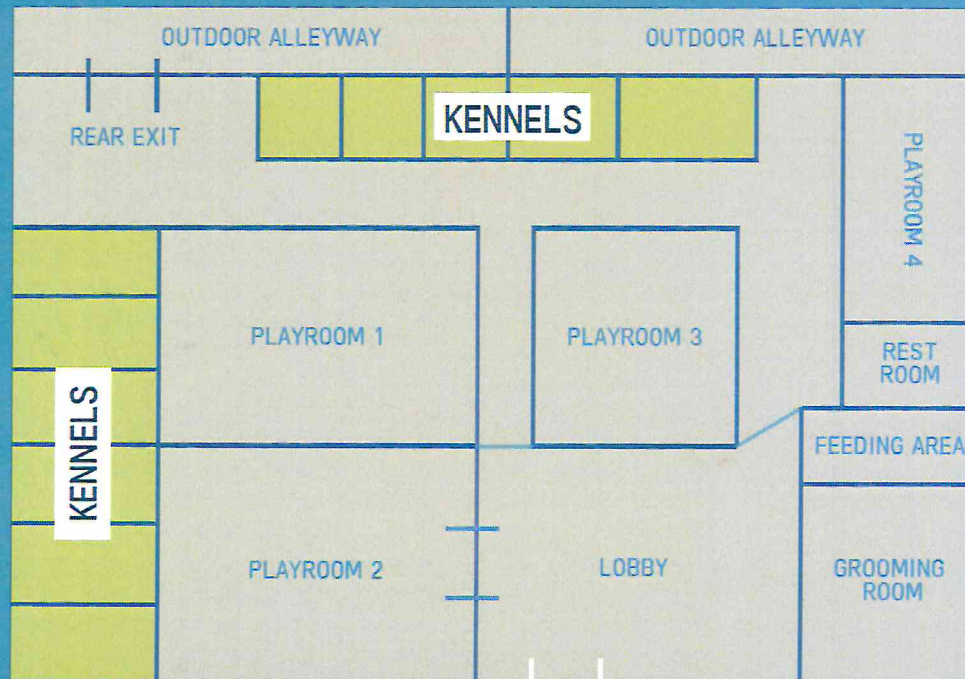 OUTDOOR ALLEYWAY
OUTDOOR ALLEYWAY
REAR EXIT
KENNELS
PLAYROOM 4
PLAYROOM 1
PLAYROOM 3
REST
ROOM
KENNELS
FEEDING AREA
PLAYROOM 2
LOBBY
GROOMING
ROOM